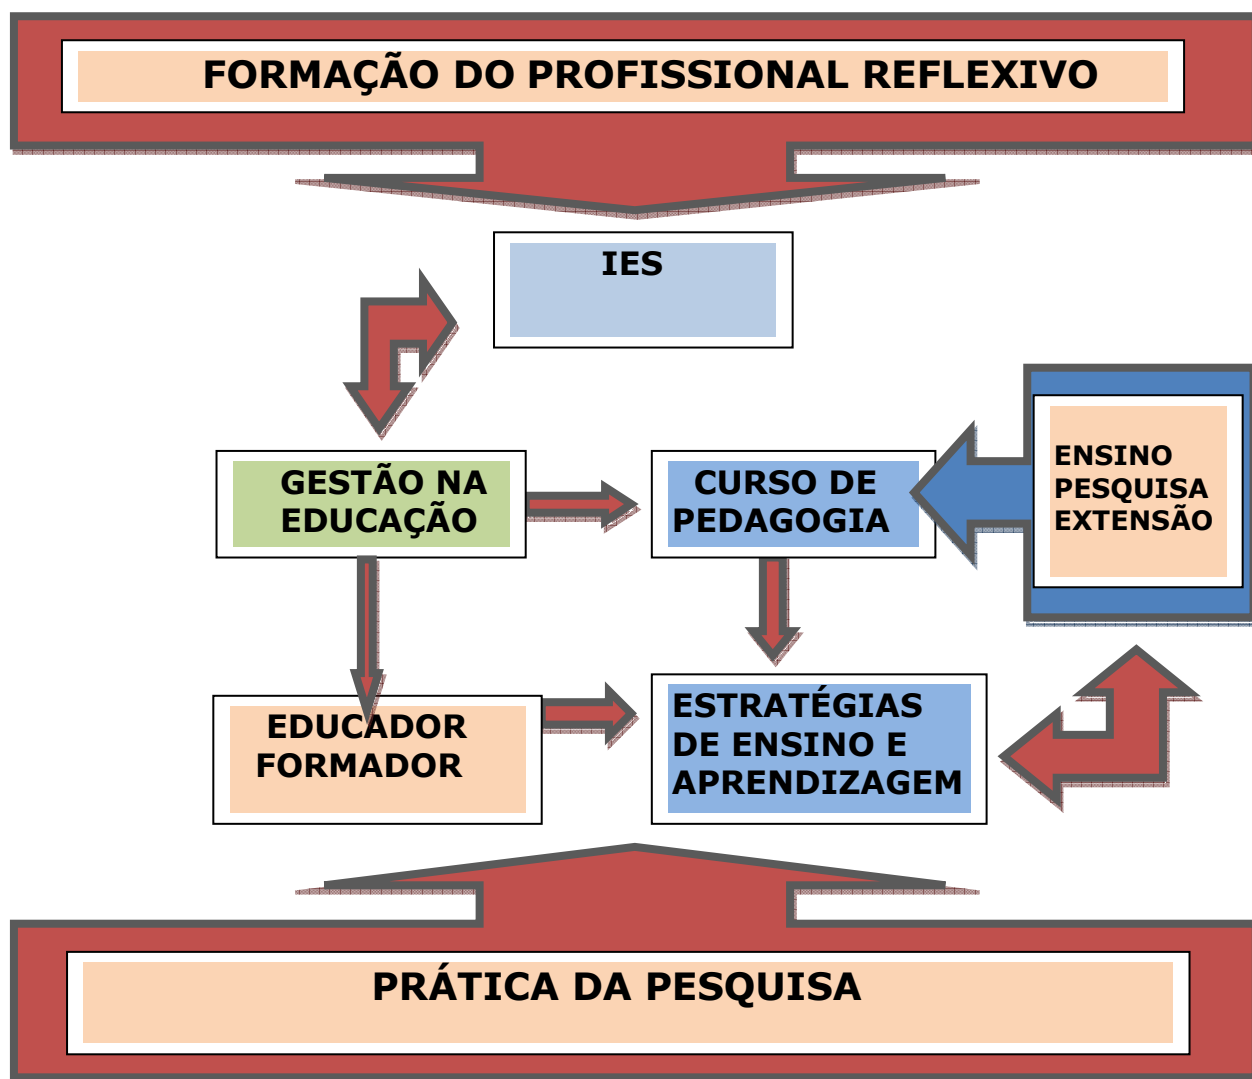 FORMAÇÃO DO PROFISSIONAL REFLEXIVO
IES
GESTÃO NA
EDUCAÇÃO
CURSO DE
PEDAGOGIA
ENSINO
PESQUISA
EXTENSÃO
EDUCADOR
FORMADOR
ESTRATÉGIAS
DE ENSINO E
APRENDIZAGEM
PRÁTICA DA PESQUISA